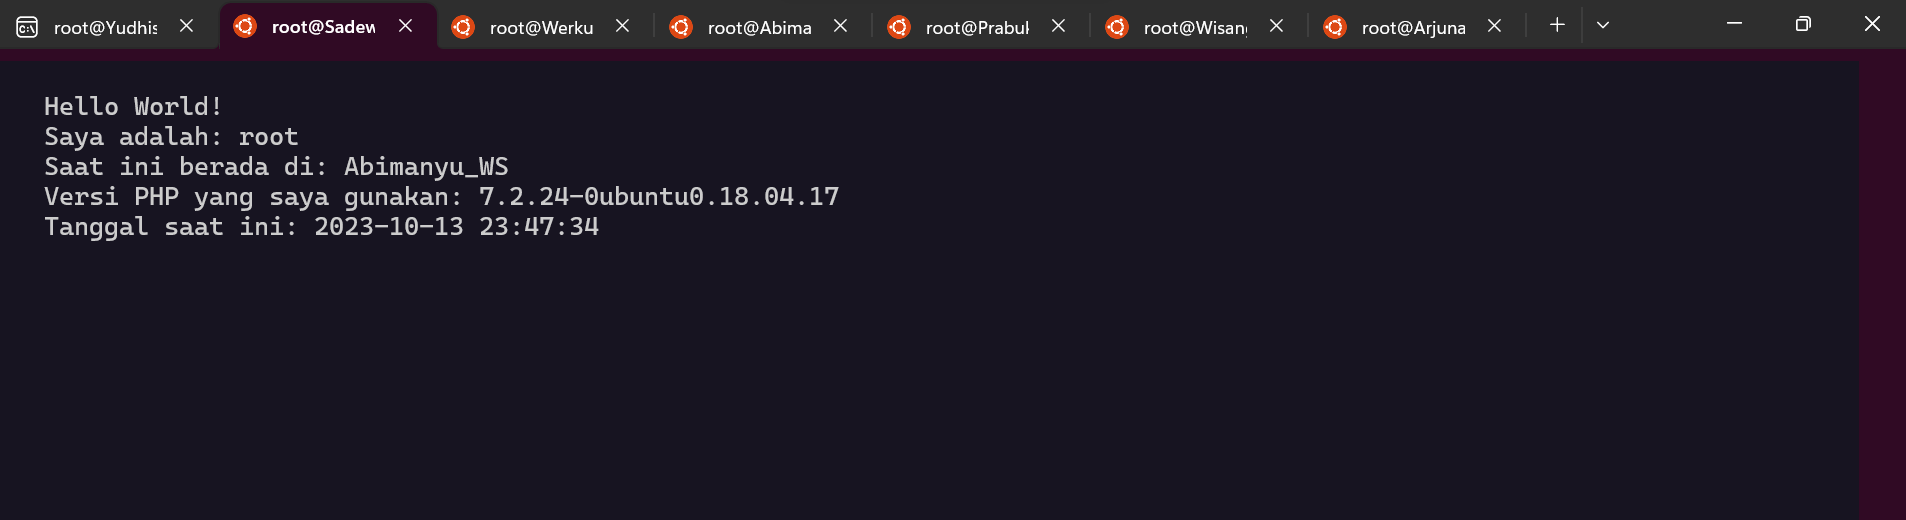 root@Yudhis
root@Sadew
root@Werku
root@Abima
root@Prabuk
root@Wisan
root@Arjuna
Hello World!
Saya adalah: root
Saat ini berada di: Abimanyu_WS
Versi PHP yang saya gunakan: 7.2.24-0ubuntu0.18.04.17
Tanggal saat ini: 2023-10-13 23:47:34